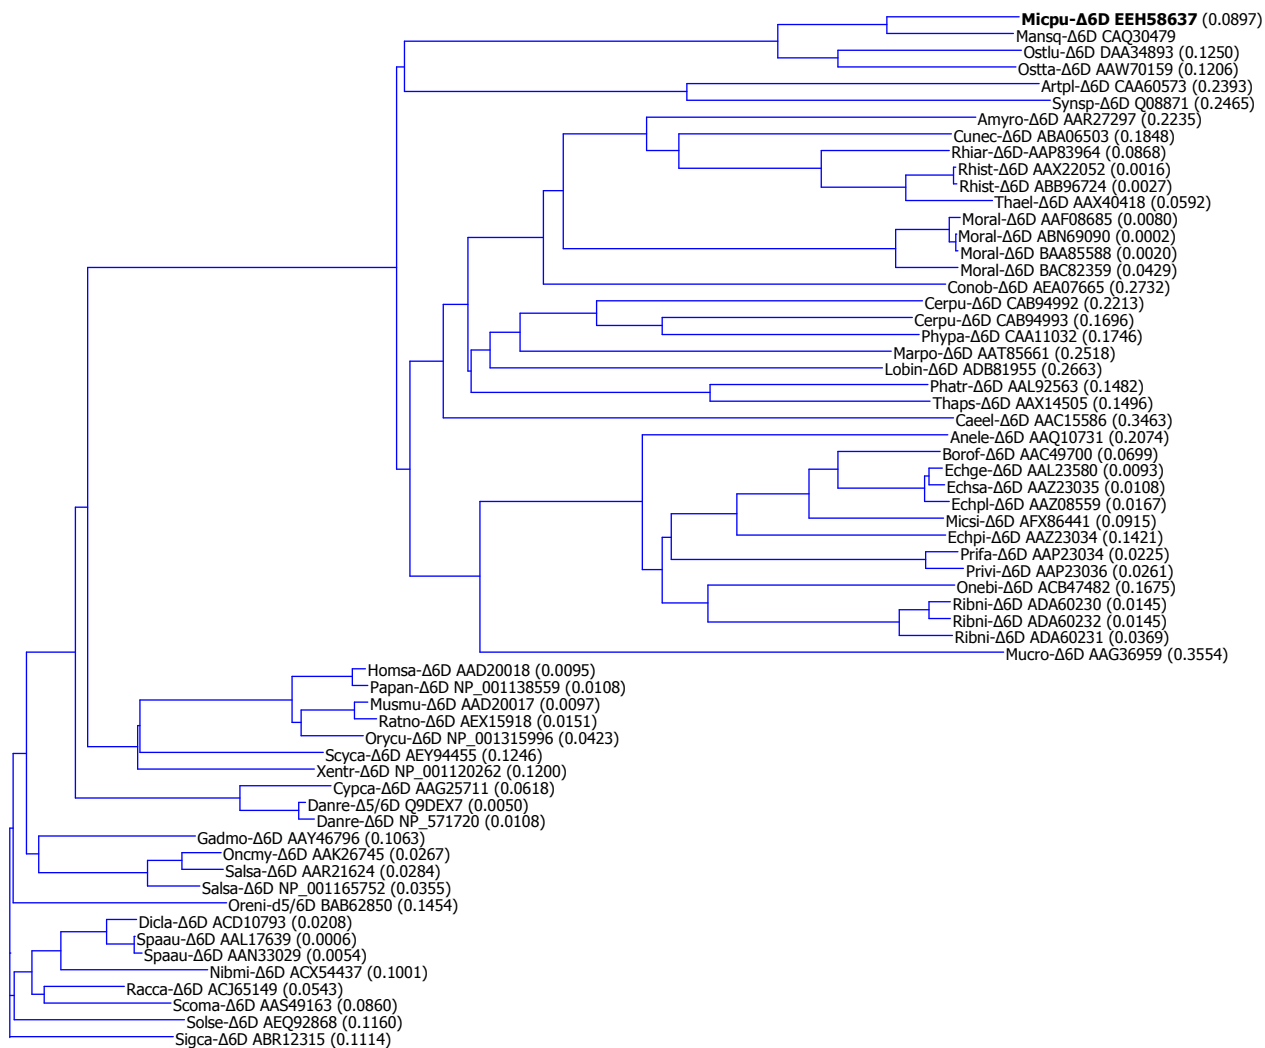 Micpu-Δ6D EEH58637 (0.0897)
Mansq-Δ6D CAQ30479
Ostlu-Δ6D DAA34893 (0.1250)
Ostta-Δ6D AAW70159 (0.1206)
Artpl-Δ6D CAA60573 (0.2393)
Synsp-Δ6D Q08871 (0.2465)
Amyro-Δ6D AAR27297 (0.2235)
Cunec-Δ6D ABA06503 (0.1848)
Rhiar-Δ6D-AAP83964 (0.0868)
Rhist-Δ6D AAX22052 (0.0016)
Rhist-Δ6D ABB96724 (0.0027)
Thael-Δ6D AAX40418 (0.0592)
Moral-Δ6D AAF08685 (0.0080)
Moral-Δ6D ABN69090 (0.0002)
Moral-Δ6D BAA85588 (0.0020)
Moral-Δ6D BAC82359 (0.0429)
Conob-Δ6D AEA07665 (0.2732)
Cerpu-Δ6D CAB94992 (0.2213)
Cerpu-Δ6D CAB94993 (0.1696)
Phypa-Δ6D CAA11032 (0.1746)
Marpo-Δ6D AAT85661 (0.2518)
Lobin-Δ6D ADB81955 (0.2663)
Phatr-Δ6D AAL92563 (0.1482)
Thaps-Δ6D AAX14505 (0.1496)
Caeel-Δ6D AAC15586 (0.3463)
Anele-Δ6D AAQ10731 (0.2074)
Borof-Δ6D AAC49700 (0.0699)
Echge-Δ6D AAL23580 (0.0093)
Echsa-Δ6D AAZ23035 (0.0108)
Echpl-Δ6D AAZ08559 (0.0167)
Micsi-Δ6D AFX86441 (0.0915)
Echpi-Δ6D AAZ23034 (0.1421)
Prifa-Δ6D AAP23034 (0.0225)
Privi-Δ6D AAP23036 (0.0261)
Onebi-Δ6D ACB47482 (0.1675)
Ribni-Δ6D ADA60230 (0.0145)
Ribni-Δ6D ADA60232 (0.0145)
Ribni-Δ6D ADA60231 (0.0369)
Mucro-Δ6D AAG36959 (0.3554)
Homsa-Δ6D AAD20018 (0.0095)
Papan-Δ6D NP_001138559 (0.0108)
Musmu-Δ6D AAD20017 (0.0097)
Ratno-Δ6D AEX15918 (0.0151)
Orycu-Δ6D NP_001315996 (0.0423)
Scyca-Δ6D AEY94455 (0.1246)
Xentr-Δ6D NP_001120262 (0.1200)
Cypca-Δ6D AAG25711 (0.0618)
Danre-Δ5/6D Q9DEX7 (0.0050)
Danre-Δ6D NP_571720 (0.0108)
Gadmo-Δ6D AAY46796 (0.1063)
Oncmy-Δ6D AAK26745 (0.0267)
Salsa-Δ6D AAR21624 (0.0284)
Salsa-Δ6D NP_001165752 (0.0355)
Oreni-d5/6D BAB62850 (0.1454)
Dicla-Δ6D ACD10793 (0.0208)
Spaau-Δ6D AAL17639 (0.0006)
Spaau-Δ6D AAN33029 (0.0054)
Nibmi-Δ6D ACX54437 (0.1001)
Racca-Δ6D ACJ65149 (0.0543)
Scoma-Δ6D AAS49163 (0.0860)
Solse-Δ6D AEQ92868 (0.1160)
Sigca-Δ6D ABR12315 (0.1114)